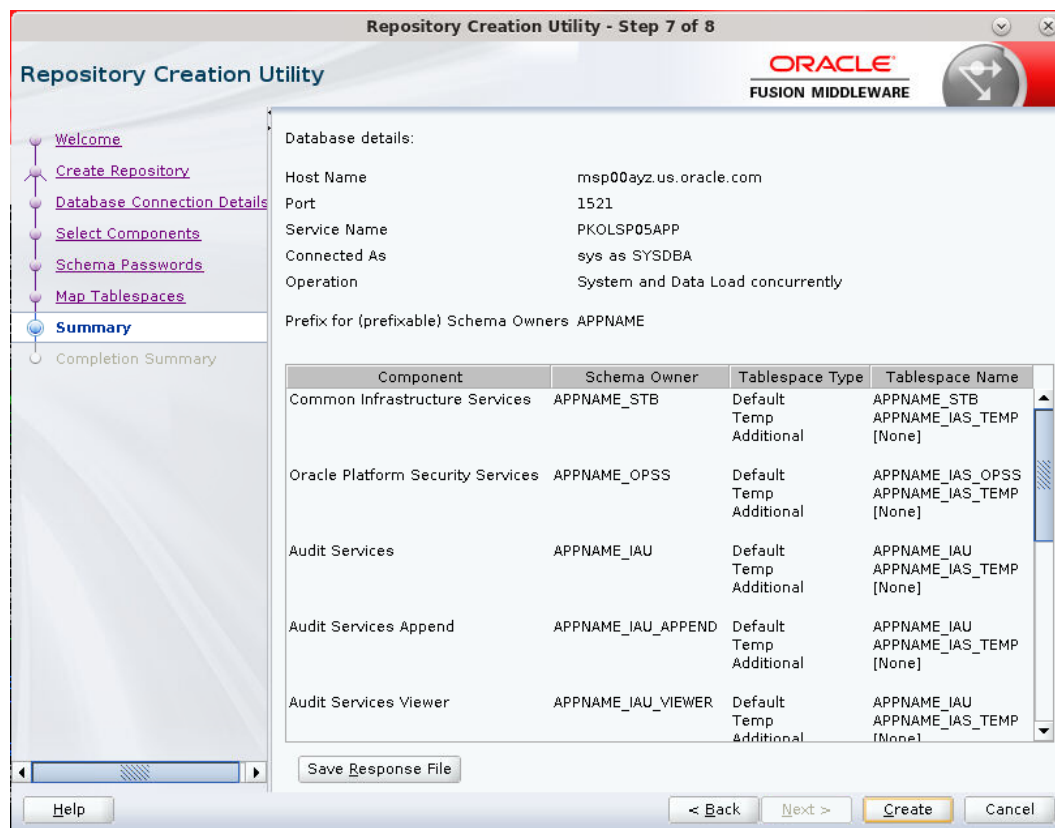 Repository Creation Utility - Step 7 of 8
Repository Creation Utility
ORACLE
FUSION MIDDLEWARE
Welcome
Create Repository
Database Connection Details
Select Components
Schema Passwords
Map Tablespaces
Summary
Completion Summary
Database details:
Host Name msp00ayz.us.oracle.com
Port 1521
Service Name PKOLSP05APP
Connected As sys as SYSDBA
Operation System and Data Load concurrently
Prefix for (prefixable) Schema Owners APPNAME
Component Schema Owner Tablespace Type Tablespace Name
Common Infrastructure Services APPNAME_STB Default APPNAME_STB
Temp APPNAME_IAS_TEMP
Additional [None]
Oracle Platform Security Services APPNAME_OPSS Default APPNAME_IAS_OPSS
Temp APPNAME_IAS_TEMP
Additional [None]
Audit Services APPNAME_IAU Default APPNAME_IAU
Temp APPNAME_IAS_TEMP
Additional [None]
Audit Services Append APPNAME_IAU_APPEND Default APPNAME_IAU
Temp APPNAME_IAS_TEMP
Additional [None]
Audit Services Viewer APPNAME_IAU_VIEWER Default APPNAME_IAU
Temp APPNAME_IAS_TEMP
Additional [None]
Save Response File
Help < Back Next > Create Cancel